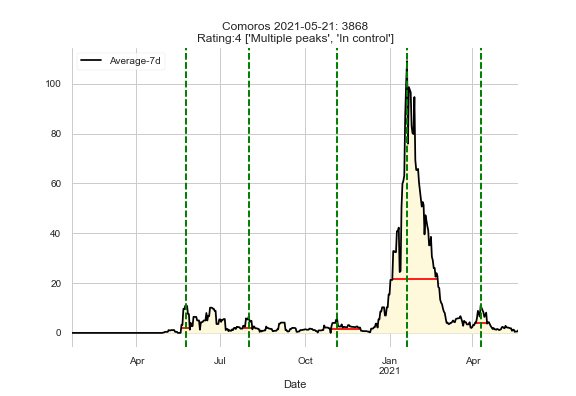 Comoros 2021-05-21: 3868
Rating:4 ['Multiple peaks', 'In control']
Average-7d
100
80
60
40
20
0
Apr
Jul
Oct
Jan
2021
Apr
Date